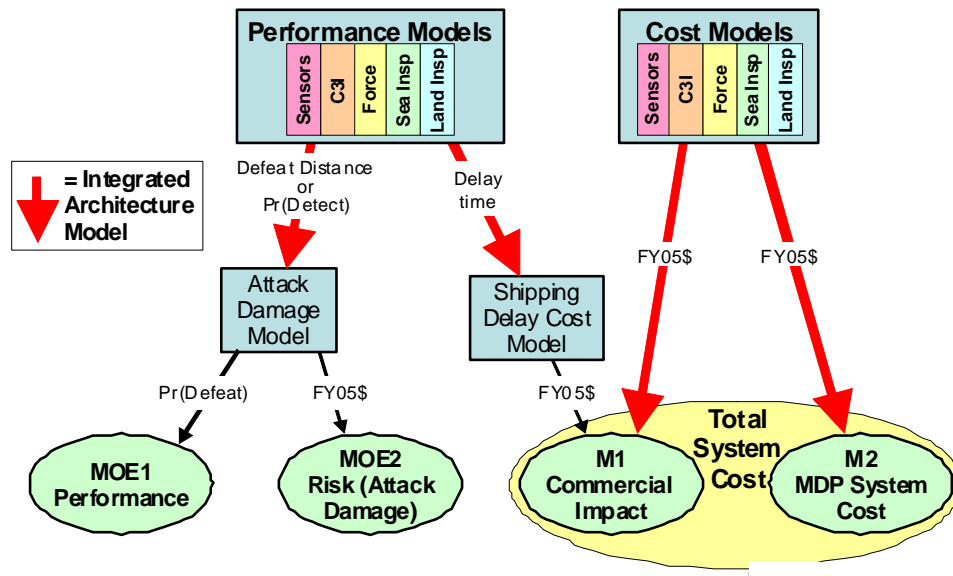 Performance Models
Sensors
C3I
Force
Sea Insp
Land Insp
Cost Models
Sensors
C3I
Force
Sea Insp
Land Insp
= Integrated
Architecture
Model
Defeat Distance
or
Pr(Detect)
Delay
time
FY05$
FY05$
Attack
Damage
Model
Shipping
Delay Cost
Model
Pr(Defeat)
FY05$
FY05$
Total
System
Cost
MOE1
Performance
MOE2
Risk (Attack
Damage)
M1
Commercial
Impact
M2
MDP System
Cost